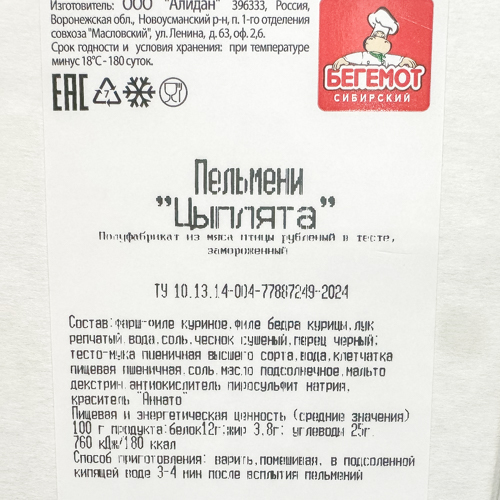 Изготовитель: ООО "Алидан" 396333, Россия,
Воронежская обл., Новоусманский р-н, п. 1-го отделения
совхоза "Масловский", ул.Ленина, д. 63, оф. 2,6.
Срок годности и условия хранения: при температуре
минус 18°С - 180 суток.
EAC
7
БЕГЕМОТ
СИБИРСКИЙ
Пельмени
"Цыплята"
Полуфабрикат из мяса птицы рубленый в тесте,
замороженный
ТУ 10.13.14-004-77887249-2024
Состав:фарш-филе куриное,филе бедра курицы,лук
репчатый,вода,соль,чеснок сушеный,перец черный;
тесто-мука пшеничная высшего сорта,вода,клетчатка
пищевая пшеничная,соль,масло подсолнечное,мальто
декстрин,антиокислитель пиросульфит натрия,
краситель "Аннато"
Пищевая и энергетическая ценность (средние значения)
100 г продукта:белок12г;жир 3.8г; углеводы 25г.
760 кДж/180 ккал
Способ приготовления: варить,помешивая, в подсоленной
кипящей воде 3-4 мин после всплытия пельменей